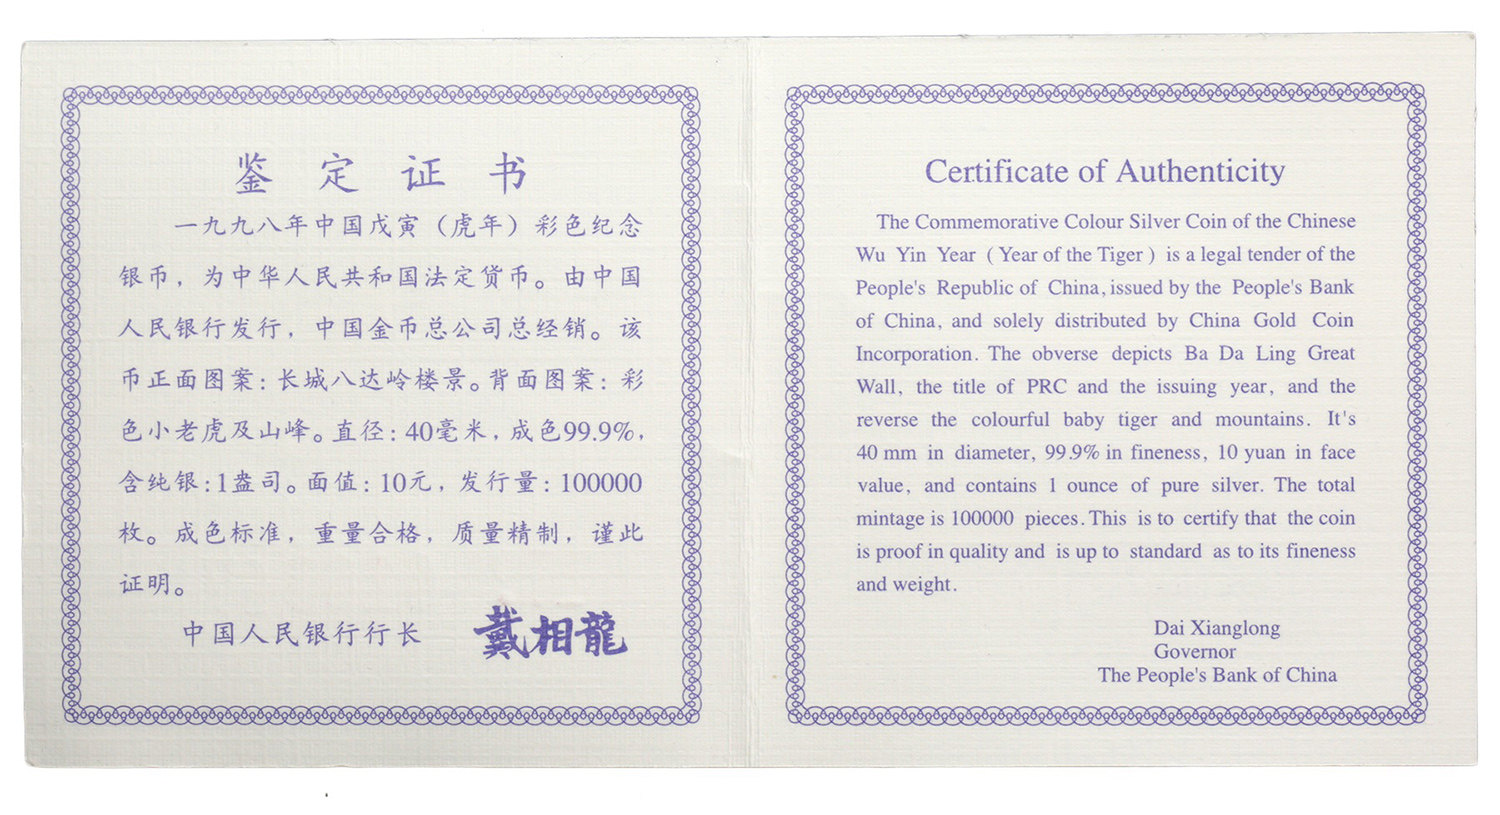 鉴定证书
一九九八年中国戊寅（虎年）彩色纪念
银币，为中华人民共和国法定货币。由中国
人民银行发行，中国金币总公司总经销。该
币正面图案：长城八达岭楼景。背面图案：彩
色小老虎及山峰。直径：40毫米，成色99.9%，
含纯银：1盎司。面值：10元，发行量：100000
枚。成色标准，重量合格，质量精制，谨此
证明。
中国人民银行行长 戴相龍
Certificate of Authenticity
The Commemorative Colour Silver Coin of the Chinese
Wu Yin Year ( Year of the Tiger ) is a legal tender of the
People's Republic of China, issued by the People's Bank
of China, and solely distributed by China Gold Coin
Incorporation. The obverse depicts Ba Da Ling Great
Wall, the title of PRC and the issuing year, and the
reverse the colourful baby tiger and mountains. It's
40 mm in diameter, 99.9% in fineness, 10 yuan in face
value, and contains 1 ounce of pure silver. The total
mintage is 100000 pieces. This is to certify that the coin
is proof in quality and is up to standard as to its fineness
and weight.
Dai Xianglong
Governor
The People's Bank of China